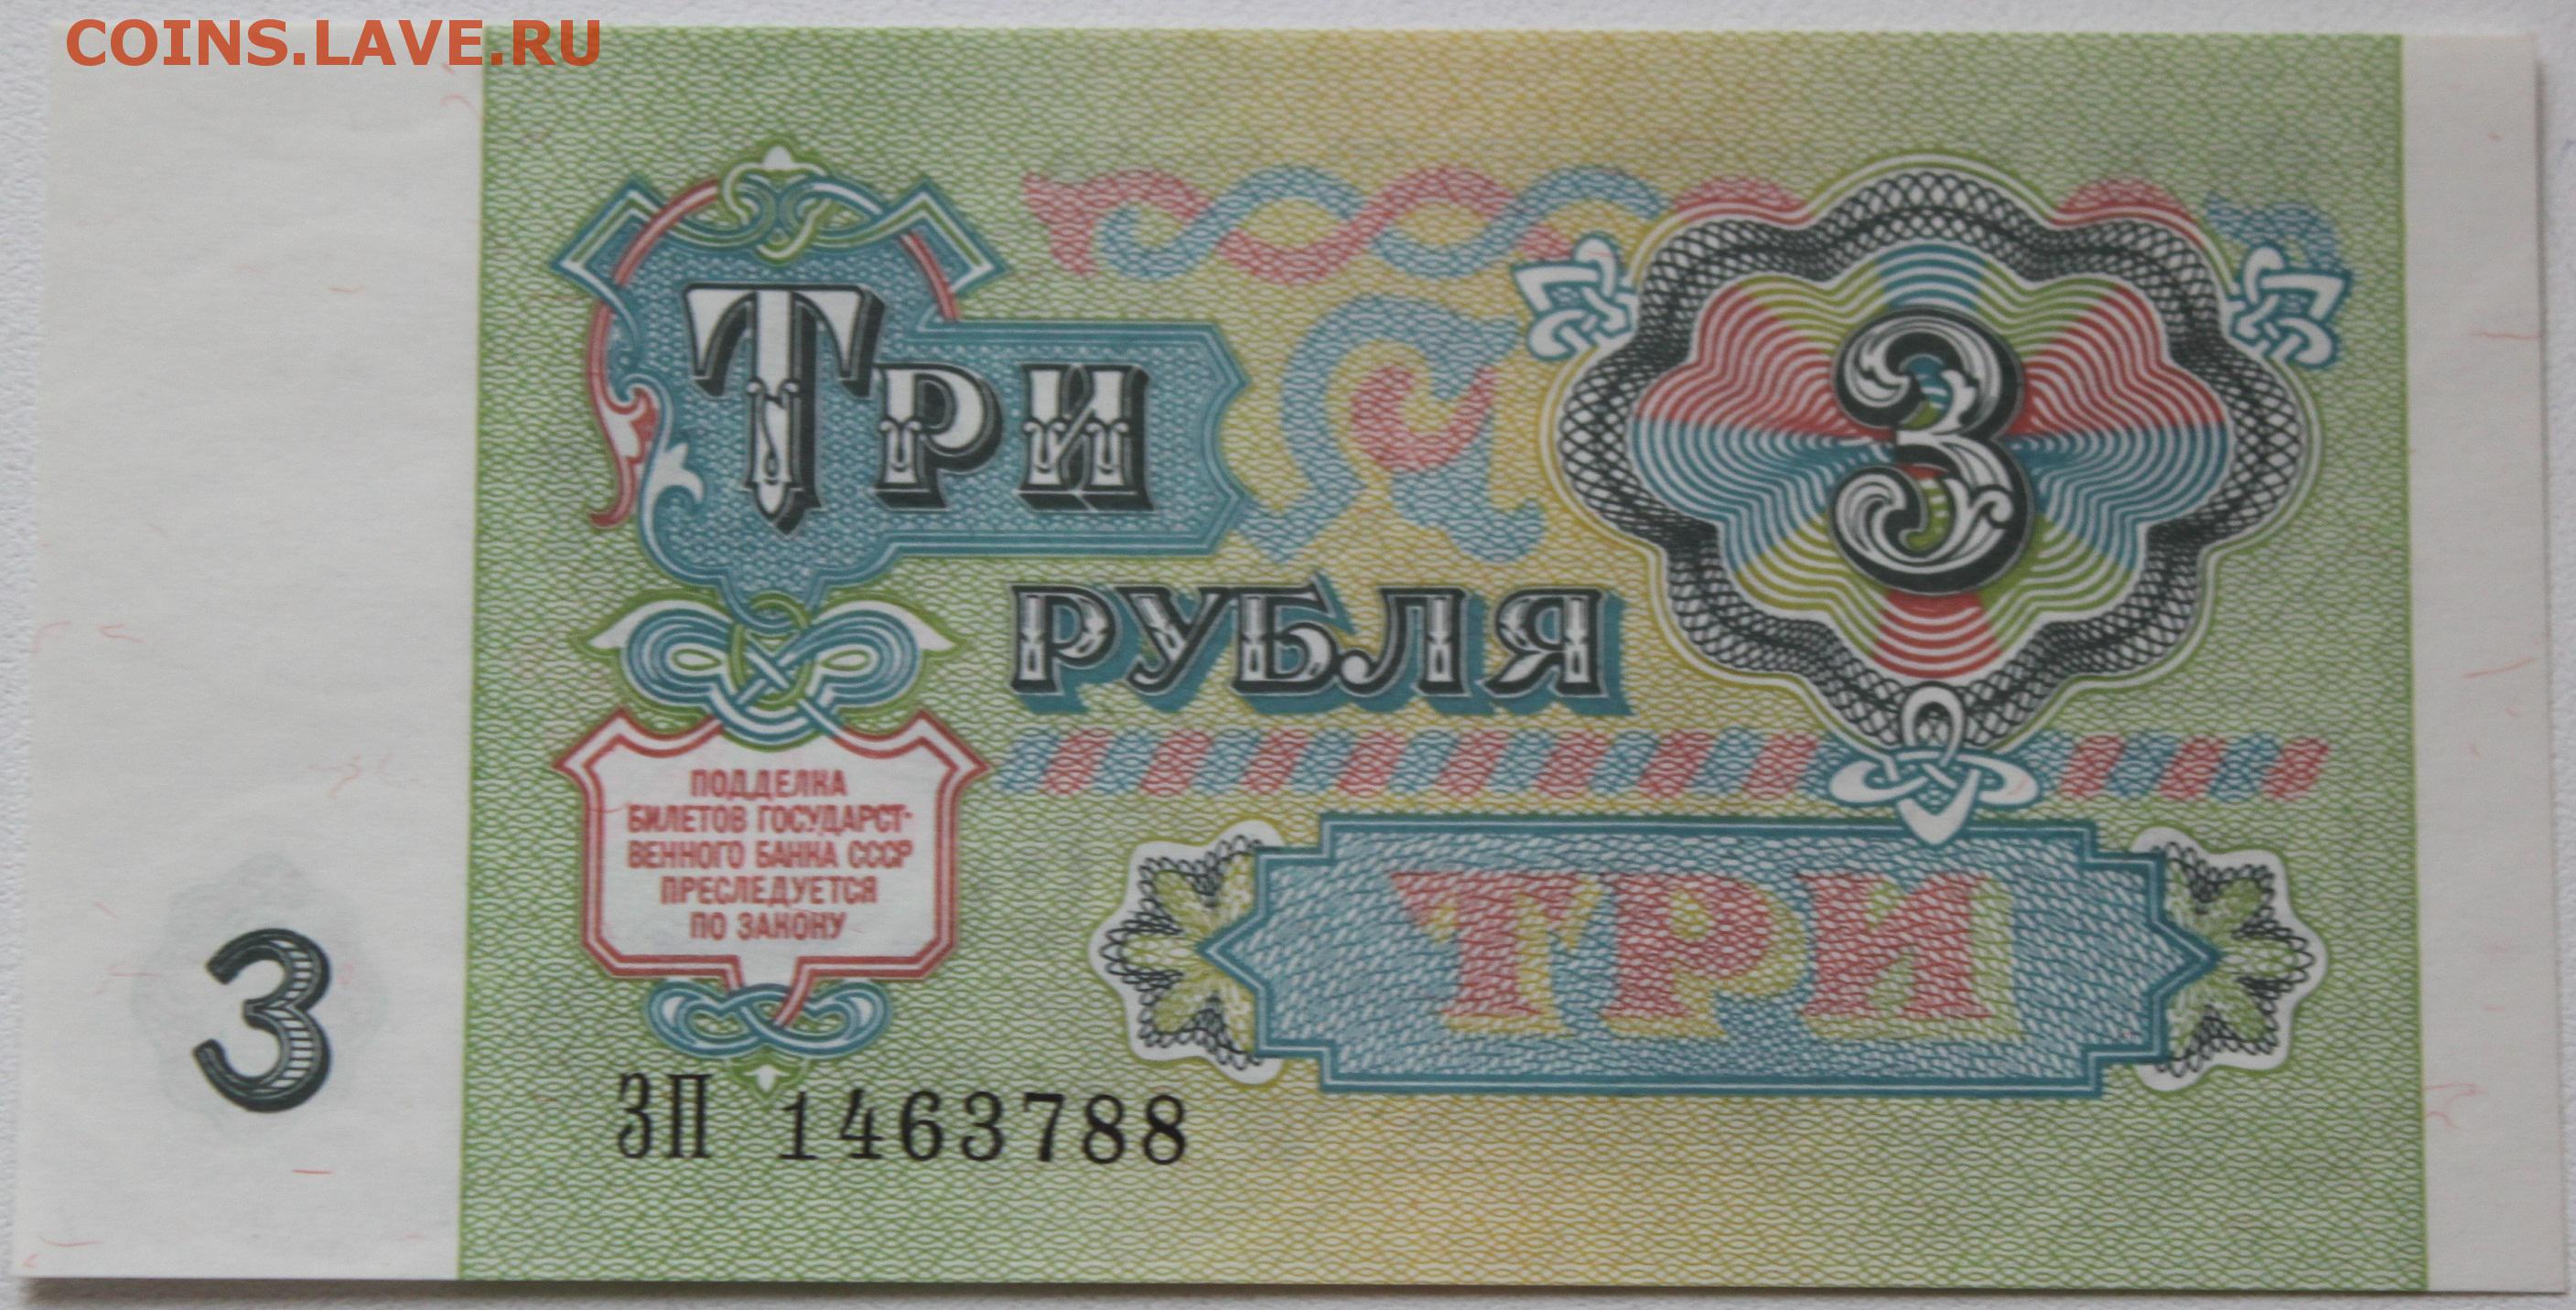 COINS.LAVE.RU
ТРИ
3
РУБЛЯ
ПОДДЕЛКА
БИЛЕТОВ ГОСУДАРСТ-
ВЕННОГО БАНКА СССР
ПРЕСЛЕДУЕТСЯ
ПО ЗАКОНУ
ТРИ
3
ЗП 1463788